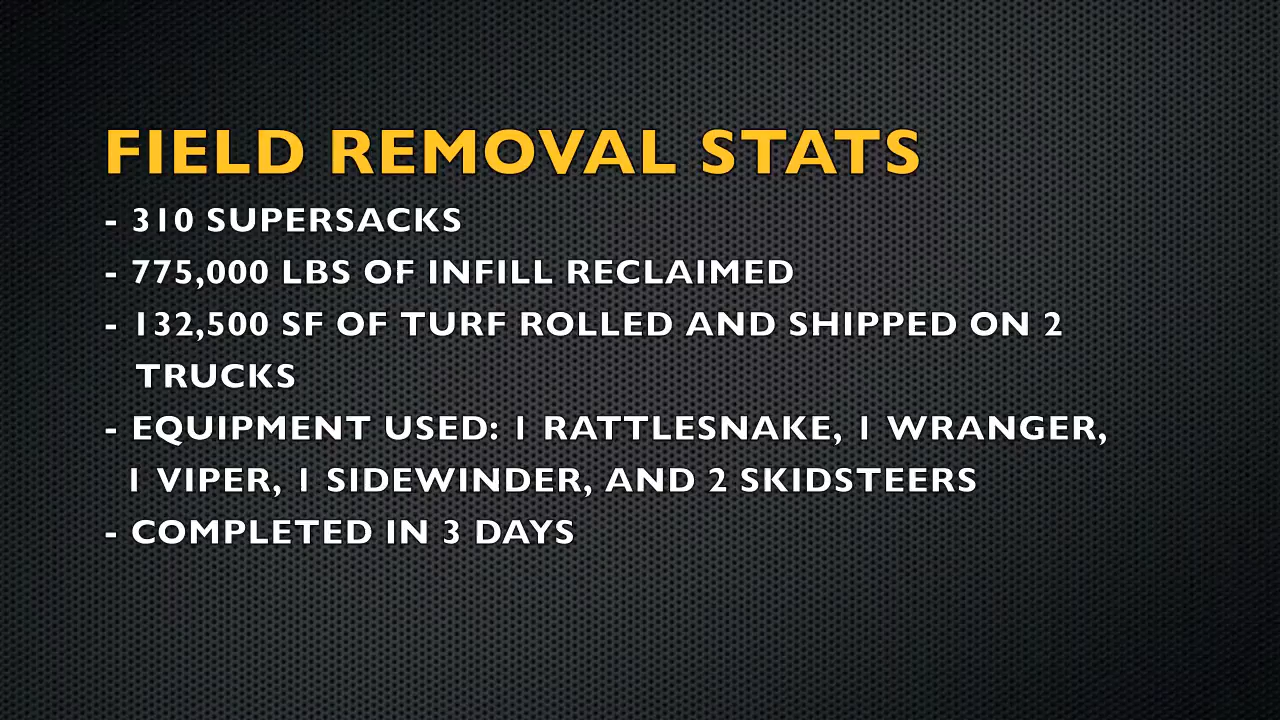 FIELD REMOVAL STATS
- 310 SUPERSACKS
- 775,000 LBS OF INFILL RECLAIMED
- 132,500 SF OF TURF ROLLED AND SHIPPED ON 2
TRUCKS
- EQUIPMENT USED: 1 RATTLESNAKE, 1 WRANGER,
1 VIPER, 1 SIDEWINDER, AND 2 SKIDSTEERS
- COMPLETED IN 3 DAYS